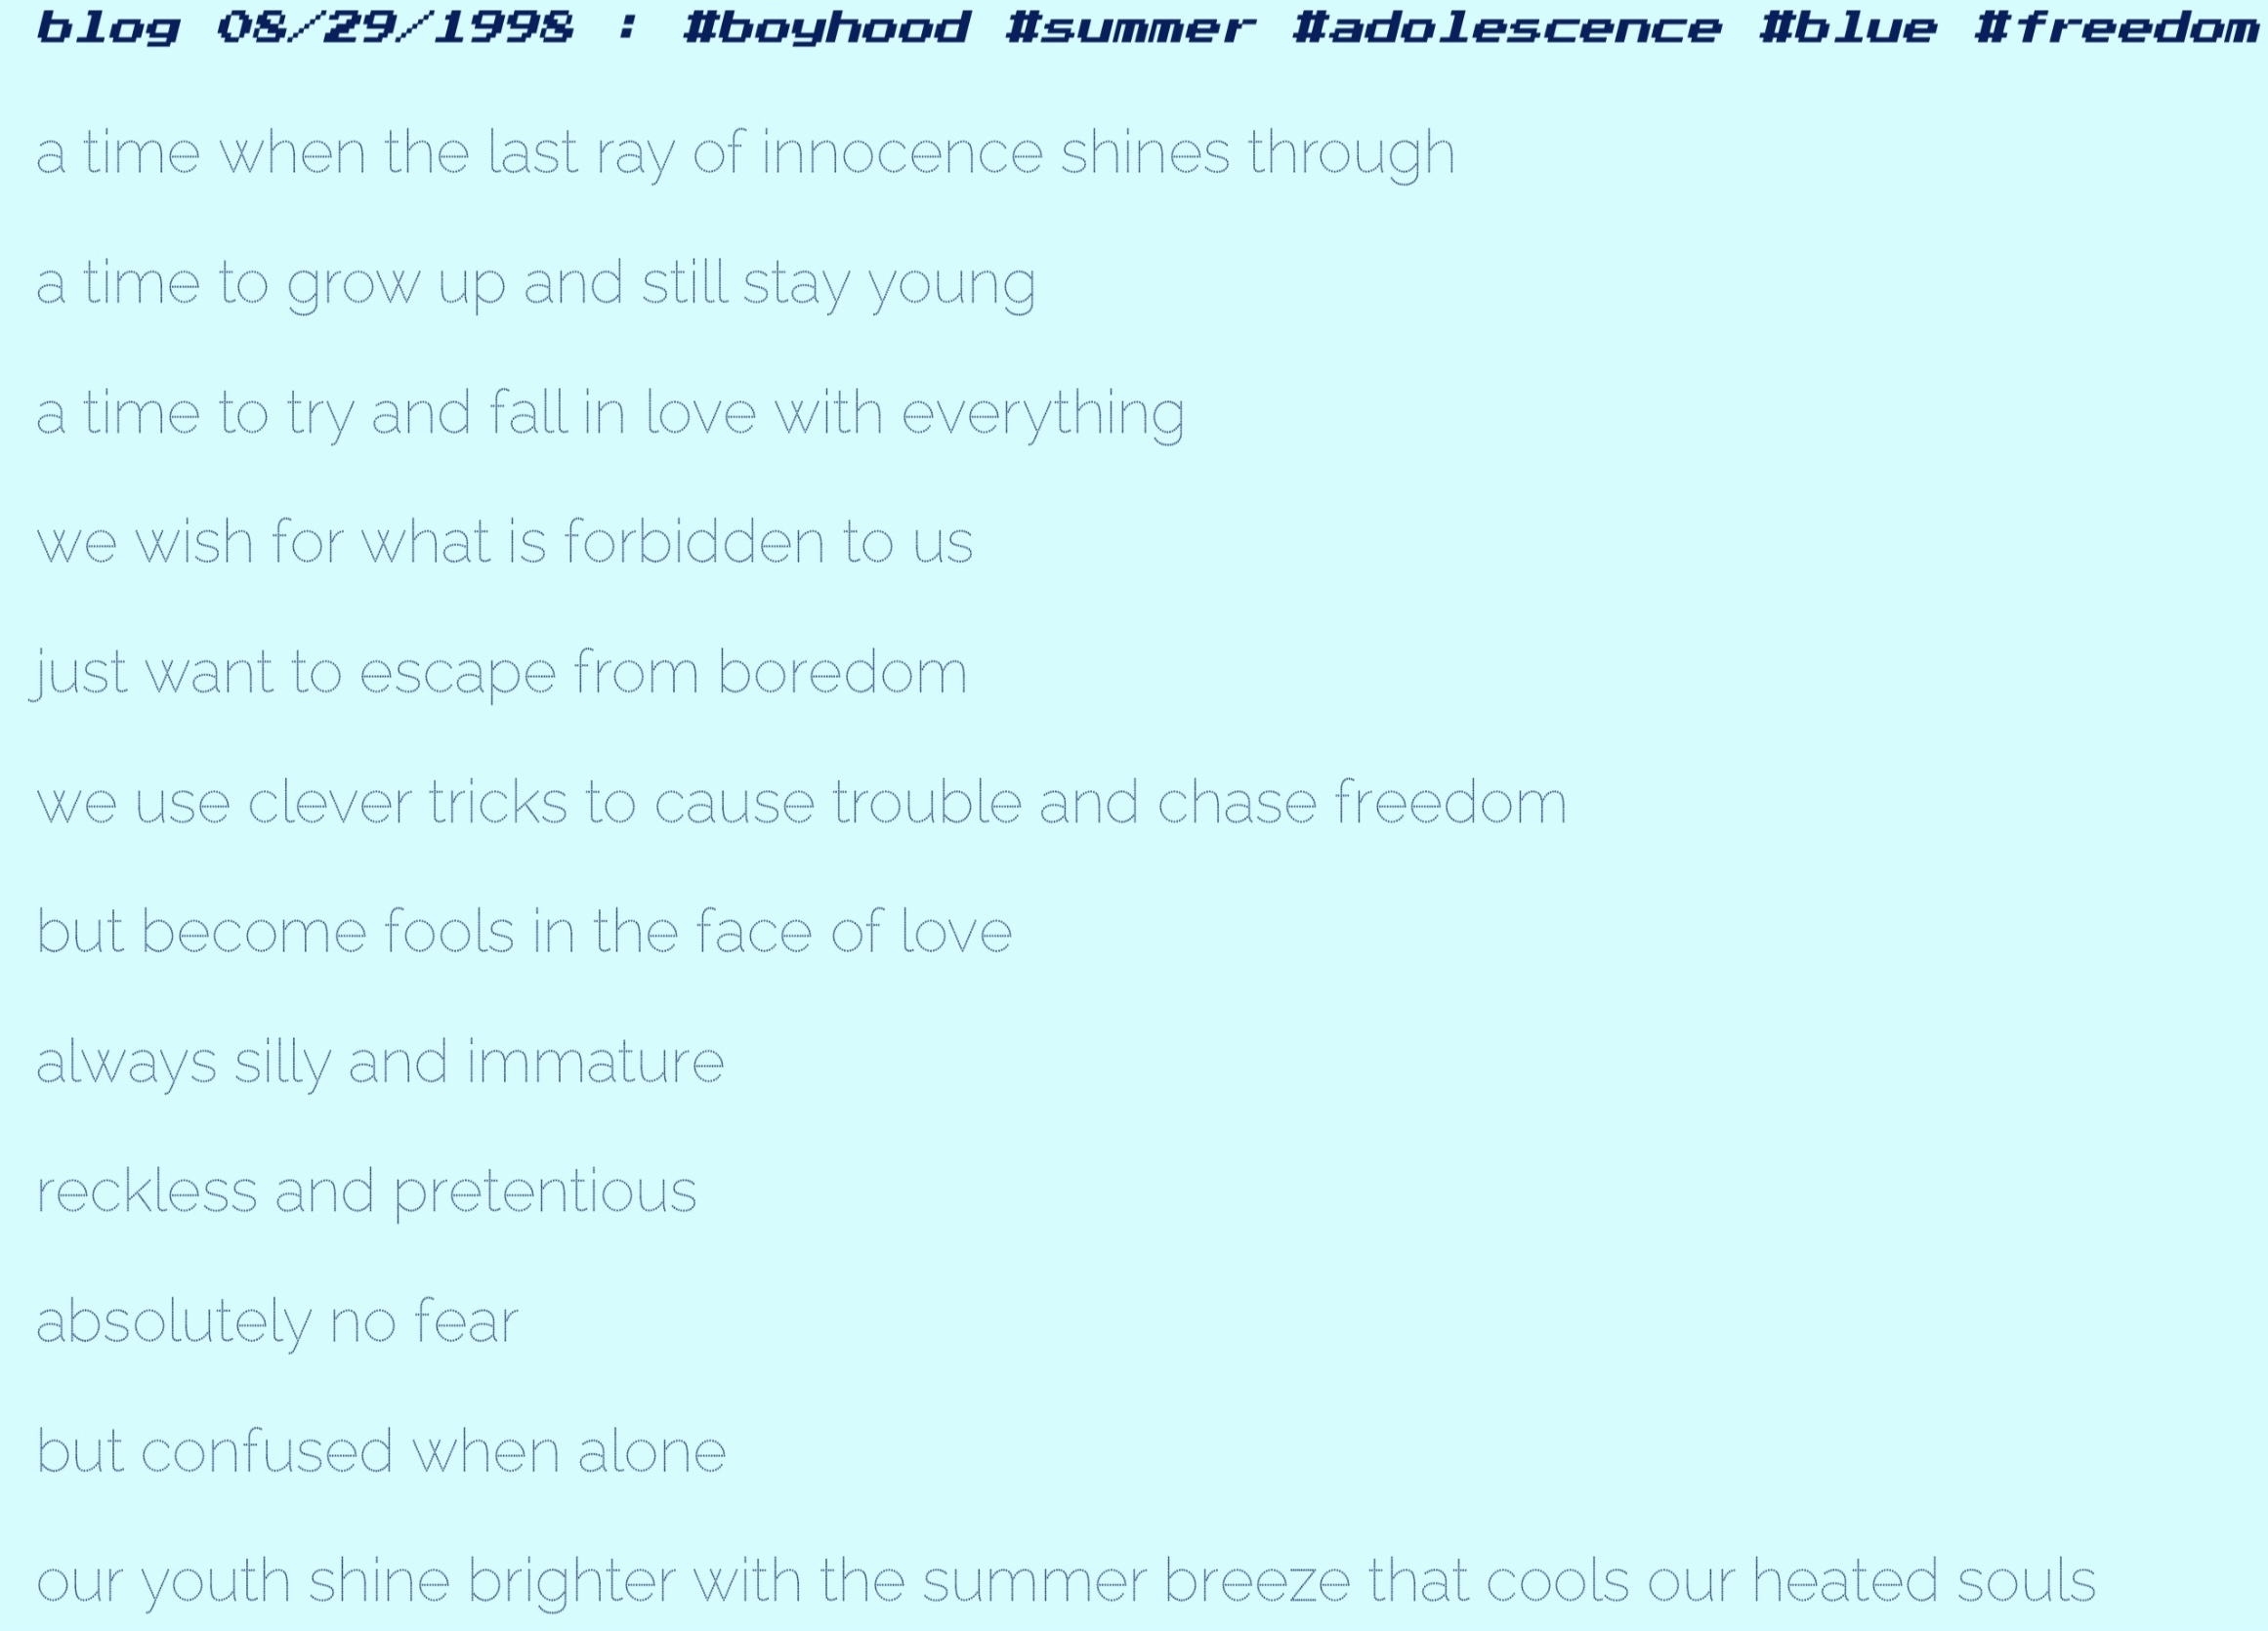 blog 08/29/1998 : #boyhood #summer #adolescence #blue #freedom
a time when the last ray of innocence shines through
a time to grow up and still stay young
a time to try and fall in love with everything
we wish for what is forbidden to us
just want to escape from boredom
we use clever tricks to cause trouble and chase freedom
but become fools in the face of love
always silly and immature
reckless and pretentious
absolutely no fear
but confused when alone
our youth shine brighter with the summer breeze that cools our heated souls